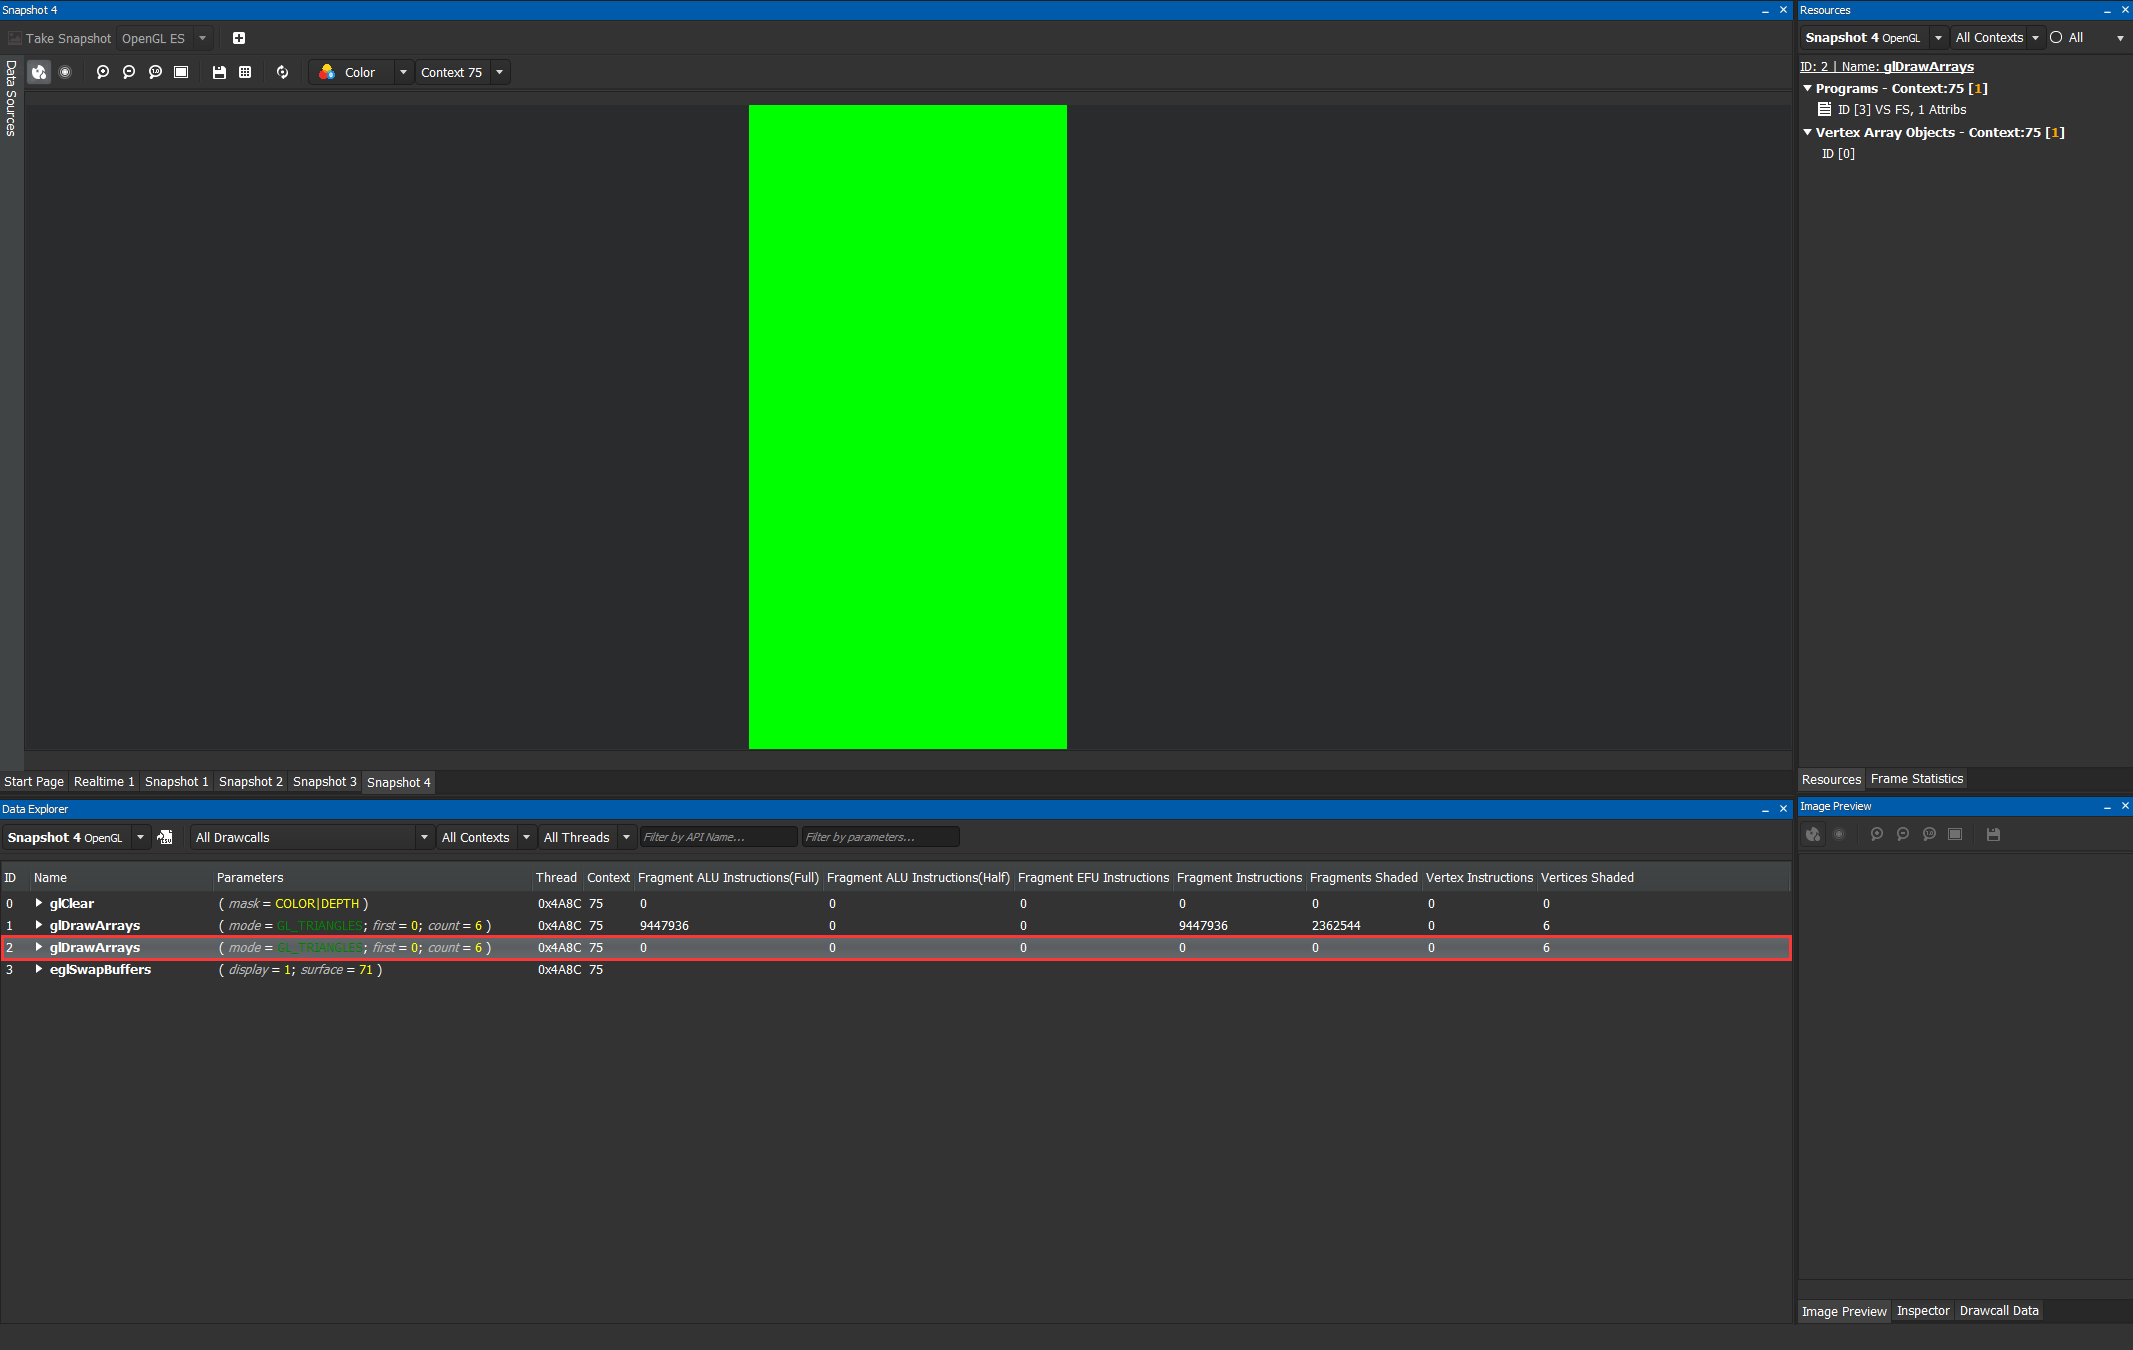 Snapshot 4
Take Snapshot OpenGL ES
Data Sources
Color Context 75
Start Page Realtime 1 Snapshot 1 Snapshot 2 Snapshot 3 Snapshot 4
Resources
Snapshot 4 OpenGL All Contexts All
ID: 2 | Name: glDrawArrays
Programs - Context:75 [1]
ID [3] VS FS, 1 Attribs
Vertex Array Objects - Context:75 [1]
ID [0]
Resources Frame Statistics
Data Explorer
Snapshot 4 OpenGL All Drawcalls All Contexts All Threads Filter by API Name... Filter by parameters...
ID Name Parameters Thread Context Fragment ALU Instructions(Full) Fragment ALU Instructions(Half) Fragment EFU Instructions Fragment Instructions Fragments Shaded Vertex Instructions Vertices Shaded
0 glClear ( mask = COLOR|DEPTH ) 0x4A8C 75 0 0 0 0 0 0 0
1 glDrawArrays ( mode = GL_TRIANGLES; first = 0; count = 6 ) 0x4A8C 75 9447936 0 0 9447936 2362544 0 6
2 glDrawArrays ( mode = GL_TRIANGLES; first = 0; count = 6 ) 0x4A8C 75 0 0 0 0 0 0 6
3 eglSwapBuffers ( display = 1; surface = 71 ) 0x4A8C 75
Image Preview
Image Preview Inspector Drawcall Data